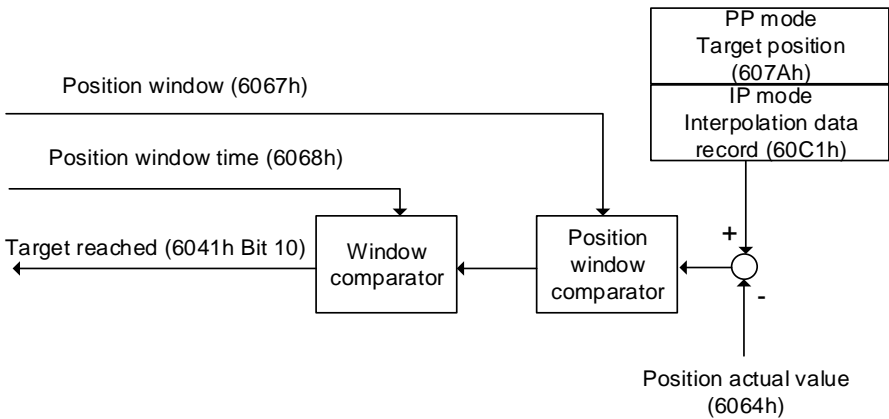 PP mode
Target position
(607Ah)
IP mode
Interpolation data
record (60C1h)
Position window (6067h)
Position window time (6068h)
Target reached (6041h Bit 10)
Window
comparator
Position
window
comparator
+
-
Position actual value
(6064h)